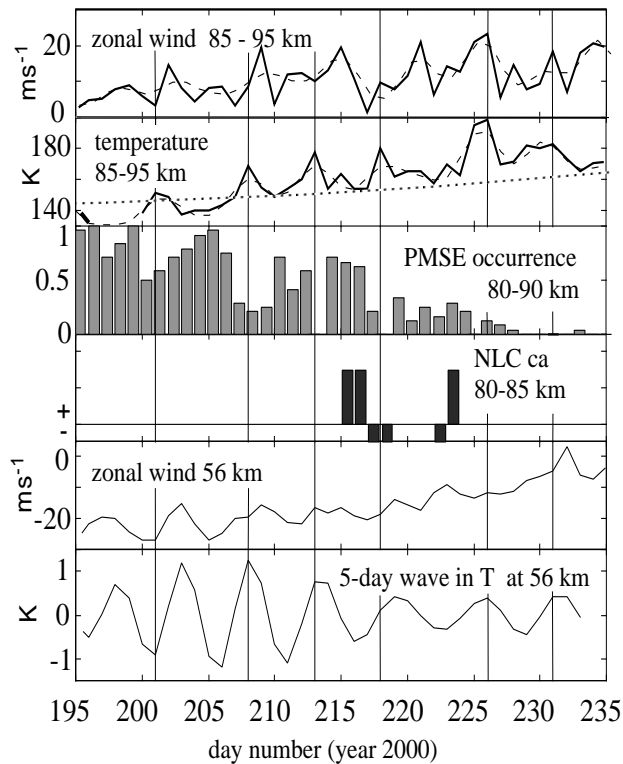 zonal wind 85 - 95 km
ms⁻¹
20
0
temperature
85-95 km
K
180
140
PMSE occurrence
80-90 km
1
0.5
0
NLC ca
80-85 km
+
-
zonal wind 56 km
ms⁻¹
0
-20
5-day wave in T at 56 km
K
1
0
-1
195 200 205 210 215 220 225 230 235
day number (year 2000)